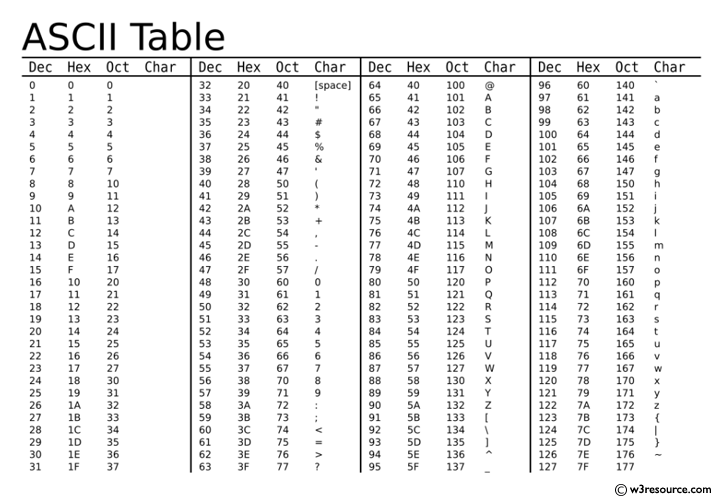 ASCII Table
Dec Hex Oct Char Dec Hex Oct Char Dec Hex Oct Char Dec Hex Oct Char
0 0 0 32 20 40 [space] 64 40 100 @ 96 60 140 `
1 1 1 33 21 41 ! 65 41 101 A 97 61 141 a
2 2 2 34 22 42 " 66 42 102 B 98 62 142 b
3 3 3 35 23 43 # 67 43 103 C 99 63 143 c
4 4 4 36 24 44 $ 68 44 104 D 100 64 144 d
5 5 5 37 25 45 % 69 45 105 E 101 65 145 e
6 6 6 38 26 46 & 70 46 106 F 102 66 146 f
7 7 7 39 27 47 ' 71 47 107 G 103 67 147 g
8 8 10 40 28 50 ( 72 48 110 H 104 68 150 h
9 9 11 41 29 51 ) 73 49 111 I 105 69 151 i
10 A 12 42 2A 52 * 74 4A 112 J 106 6A 152 j
11 B 13 43 2B 53 + 75 4B 113 K 107 6B 153 k
12 C 14 44 2C 54 , 76 4C 114 L 108 6C 154 l
13 D 15 45 2D 55 - 77 4D 115 M 109 6D 155 m
14 E 16 46 2E 56 . 78 4E 116 N 110 6E 156 n
15 F 17 47 2F 57 / 79 4F 117 O 111 6F 157 o
16 10 20 48 30 60 0 80 50 120 P 112 70 160 p
17 11 21 49 31 61 1 81 51 121 Q 113 71 161 q
18 12 22 50 32 62 2 82 52 122 R 114 72 162 r
19 13 23 51 33 63 3 83 53 123 S 115 73 163 s
20 14 24 52 34 64 4 84 54 124 T 116 74 164 t
21 15 25 53 35 65 5 85 55 125 U 117 75 165 u
22 16 26 54 36 66 6 86 56 126 V 118 76 166 v
23 17 27 55 37 67 7 87 57 127 W 119 77 167 w
24 18 30 56 38 70 8 88 58 130 X 120 78 170 x
25 19 31 57 39 71 9 89 59 131 Y 121 79 171 y
26 1A 32 58 3A 72 : 90 5A 132 Z 122 7A 172 z
27 1B 33 59 3B 73 ; 91 5B 133 [ 123 7B 173 {
28 1C 34 60 3C 74 < 92 5C 134 \ 124 7C 174 |
29 1D 35 61 3D 75 = 93 5D 135 ] 125 7D 175 }
30 1E 36 62 3E 76 > 94 5E 136 ^ 126 7E 176 ~
31 1F 37 63 3F 77 ? 95 5F 137 _ 127 7F 177
© w3resource.com